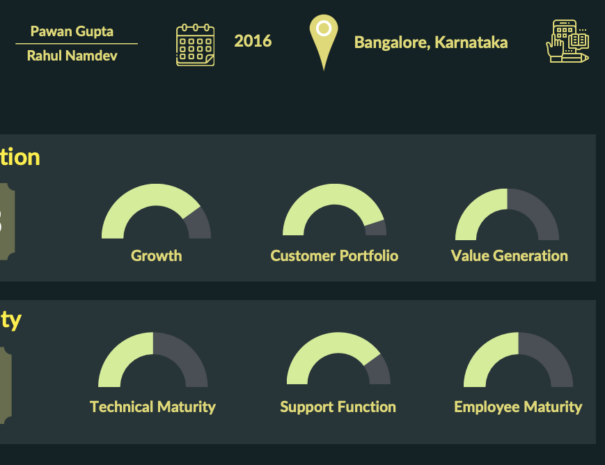 Pawan Gupta
Rahul Namdev
2016
Bangalore, Karnataka
tion
Growth
Customer Portfolio
Value Generation
ty
Technical Maturity
Support Function
Employee Maturity